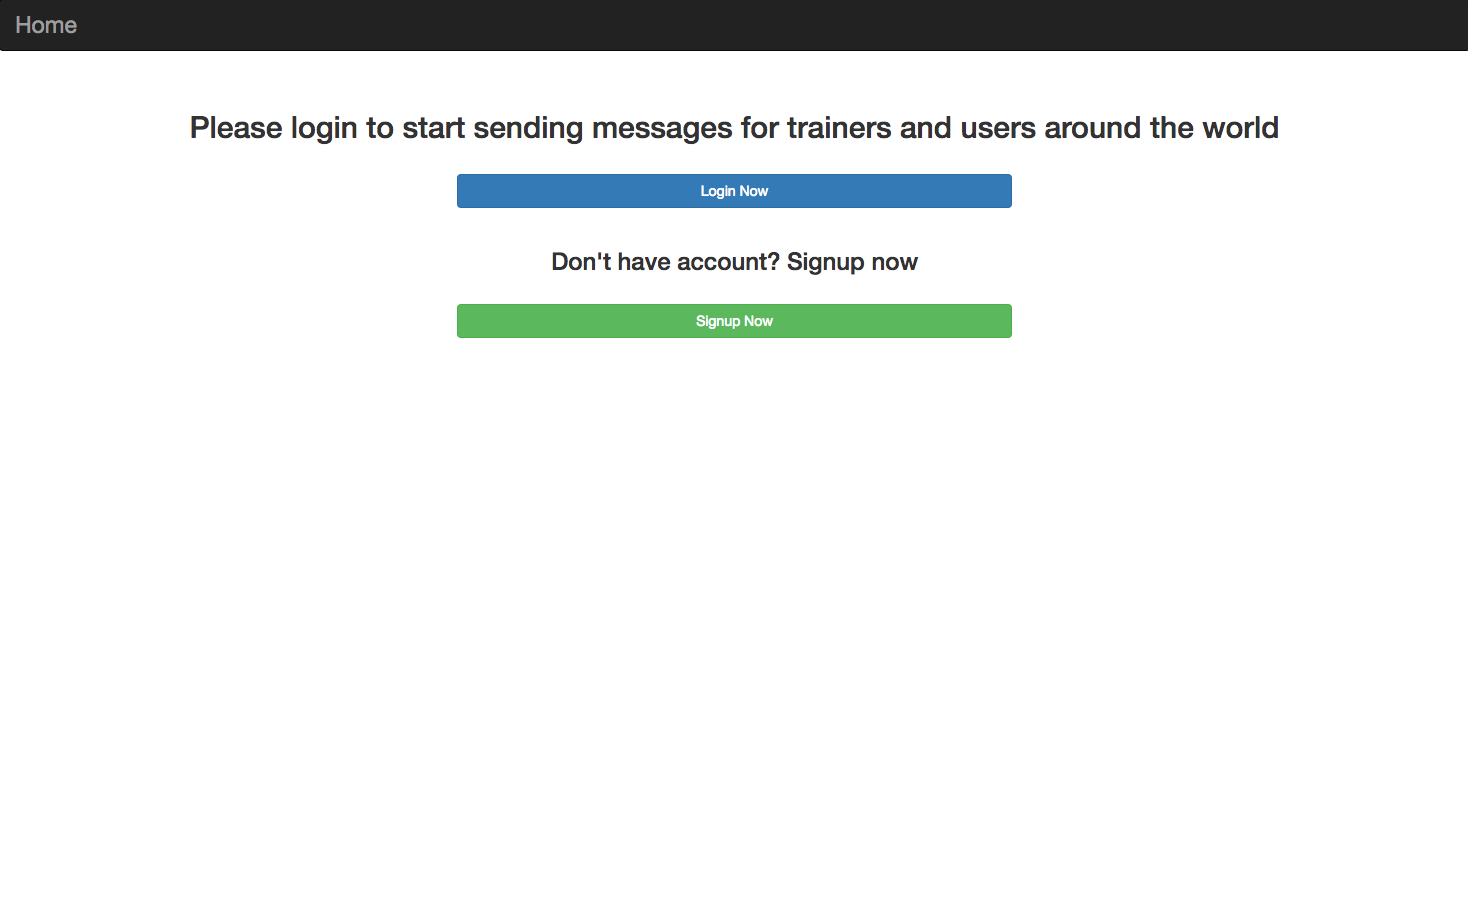 Home
Please login to start sending messages for trainers and users around the world
Login Now
Don't have account? Signup now
Signup Now